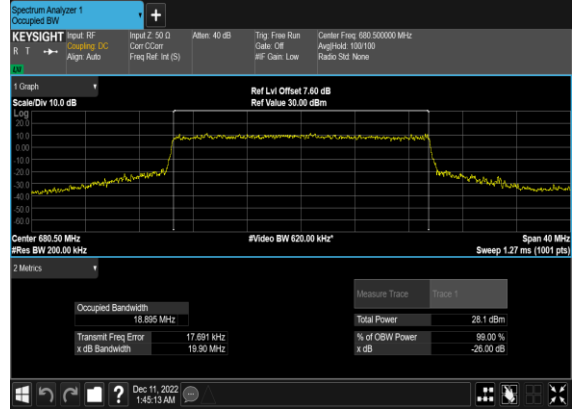 Spectrum Analyzer 1
Occupied BW
KEYSIGHT
Input: RF
Coupling: DC
Align: Auto
Input Z: 50 Ω
Corr CCorr
Freq Ref: Int (S)
Atten: 40 dB
Trig: Free Run
Gate: Off
#IF Gain: Low
Center Freq: 680.500000 MHz
Avg|Hold: 100/100
Radio Std: None
R T
LW
1 Graph
Scale/Div 10.0 dB
Ref Lvl Offset 7.60 dB
Ref Value 30.00 dBm
Log
20.0
10.0
0.00
-10.0
-20.0
-30.0
-40.0
-50.0
-60.0
Center 680.50 MHz
#Video BW 620.00 kHz*
Span 40 MHz
#Res BW 200.00 kHz
Sweep 1.27 ms (1001 pts)
2 Metrics
Measure Trace
Trace 1
Occupied Bandwidth
18.895 MHz
Total Power
28.1 dBm
Transmit Freq Error
17.691 kHz
% of OBW Power
99.00 %
x dB Bandwidth
19.90 MHz
x dB
-26.00 dB
?
Dec 11, 2022
1:45:13 AM